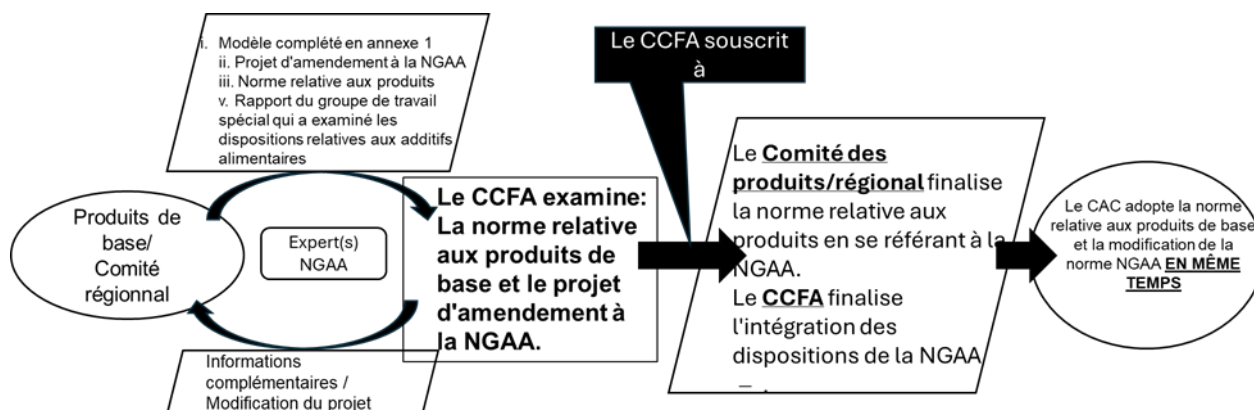 i. Modèle complété en annexe 1
ii. Projet d'amendement à la NGAA
iii. Norme relative aux produits
v. Rapport du groupe de travail
spécial qui a examiné les
dispositions relatives aux additifs
alimentaires
Produits de
base/
Comité
régionnal
Expert(s)
NGAA
Informations
complémentaires /
Modification du projet
Le CCFA examine:
La norme relative
aux produits de
base et le projet
d'amendement à
la NGAA.
Le CCFA souscrit
à
Le Comité des
produits/régional finalise
la norme relative aux
produits en se référant à la
NGAA.
Le CCFA finalise
l'intégration des
dispositions de la NGAA
Le CAC adopte la norme
relative aux produits de base
et la modification de la
norme NGAA EN MÊME
TEMPS